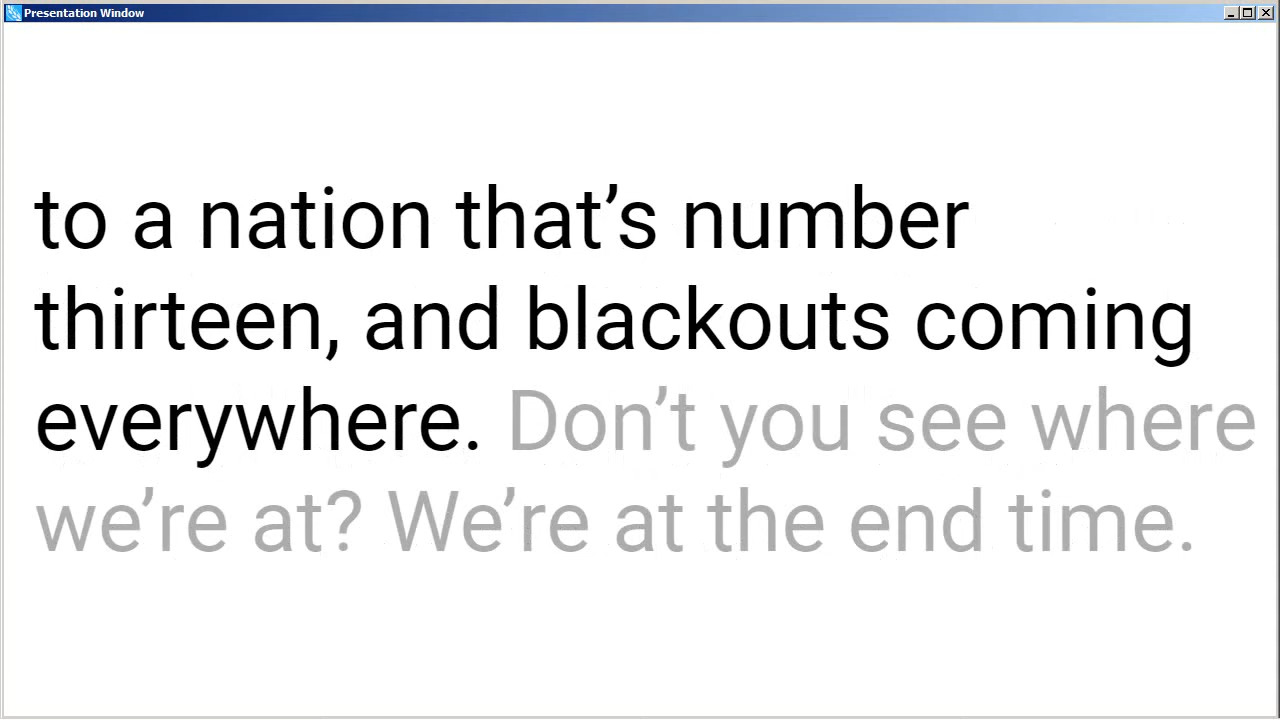 Presentation Window
to a nation that’s number
thirteen, and blackouts coming
everywhere. Don’t you see where
we’re at? We’re at the end time.